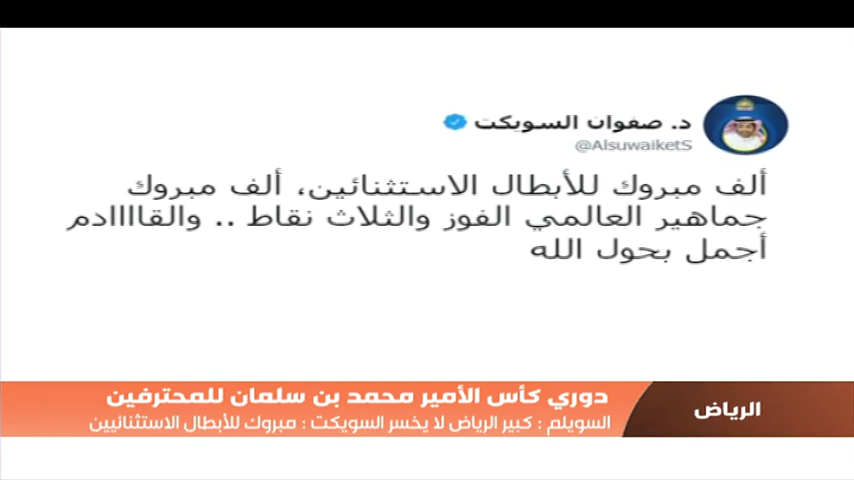 د. صفوان السويكت
@AlsuwaiketS
ألف مبروك للأبطال الاستثنائين، ألف مبروك
جماهير العالمي الفوز والثلاث نقاط .. والقاااادم
أجمل بحول الله
الرياض
دوري كأس الأمير محمد بن سلمان للمحترفين
السويلم : كبير الرياض لا يخسر السويكت : مبروك للأبطال الاستثنائيين